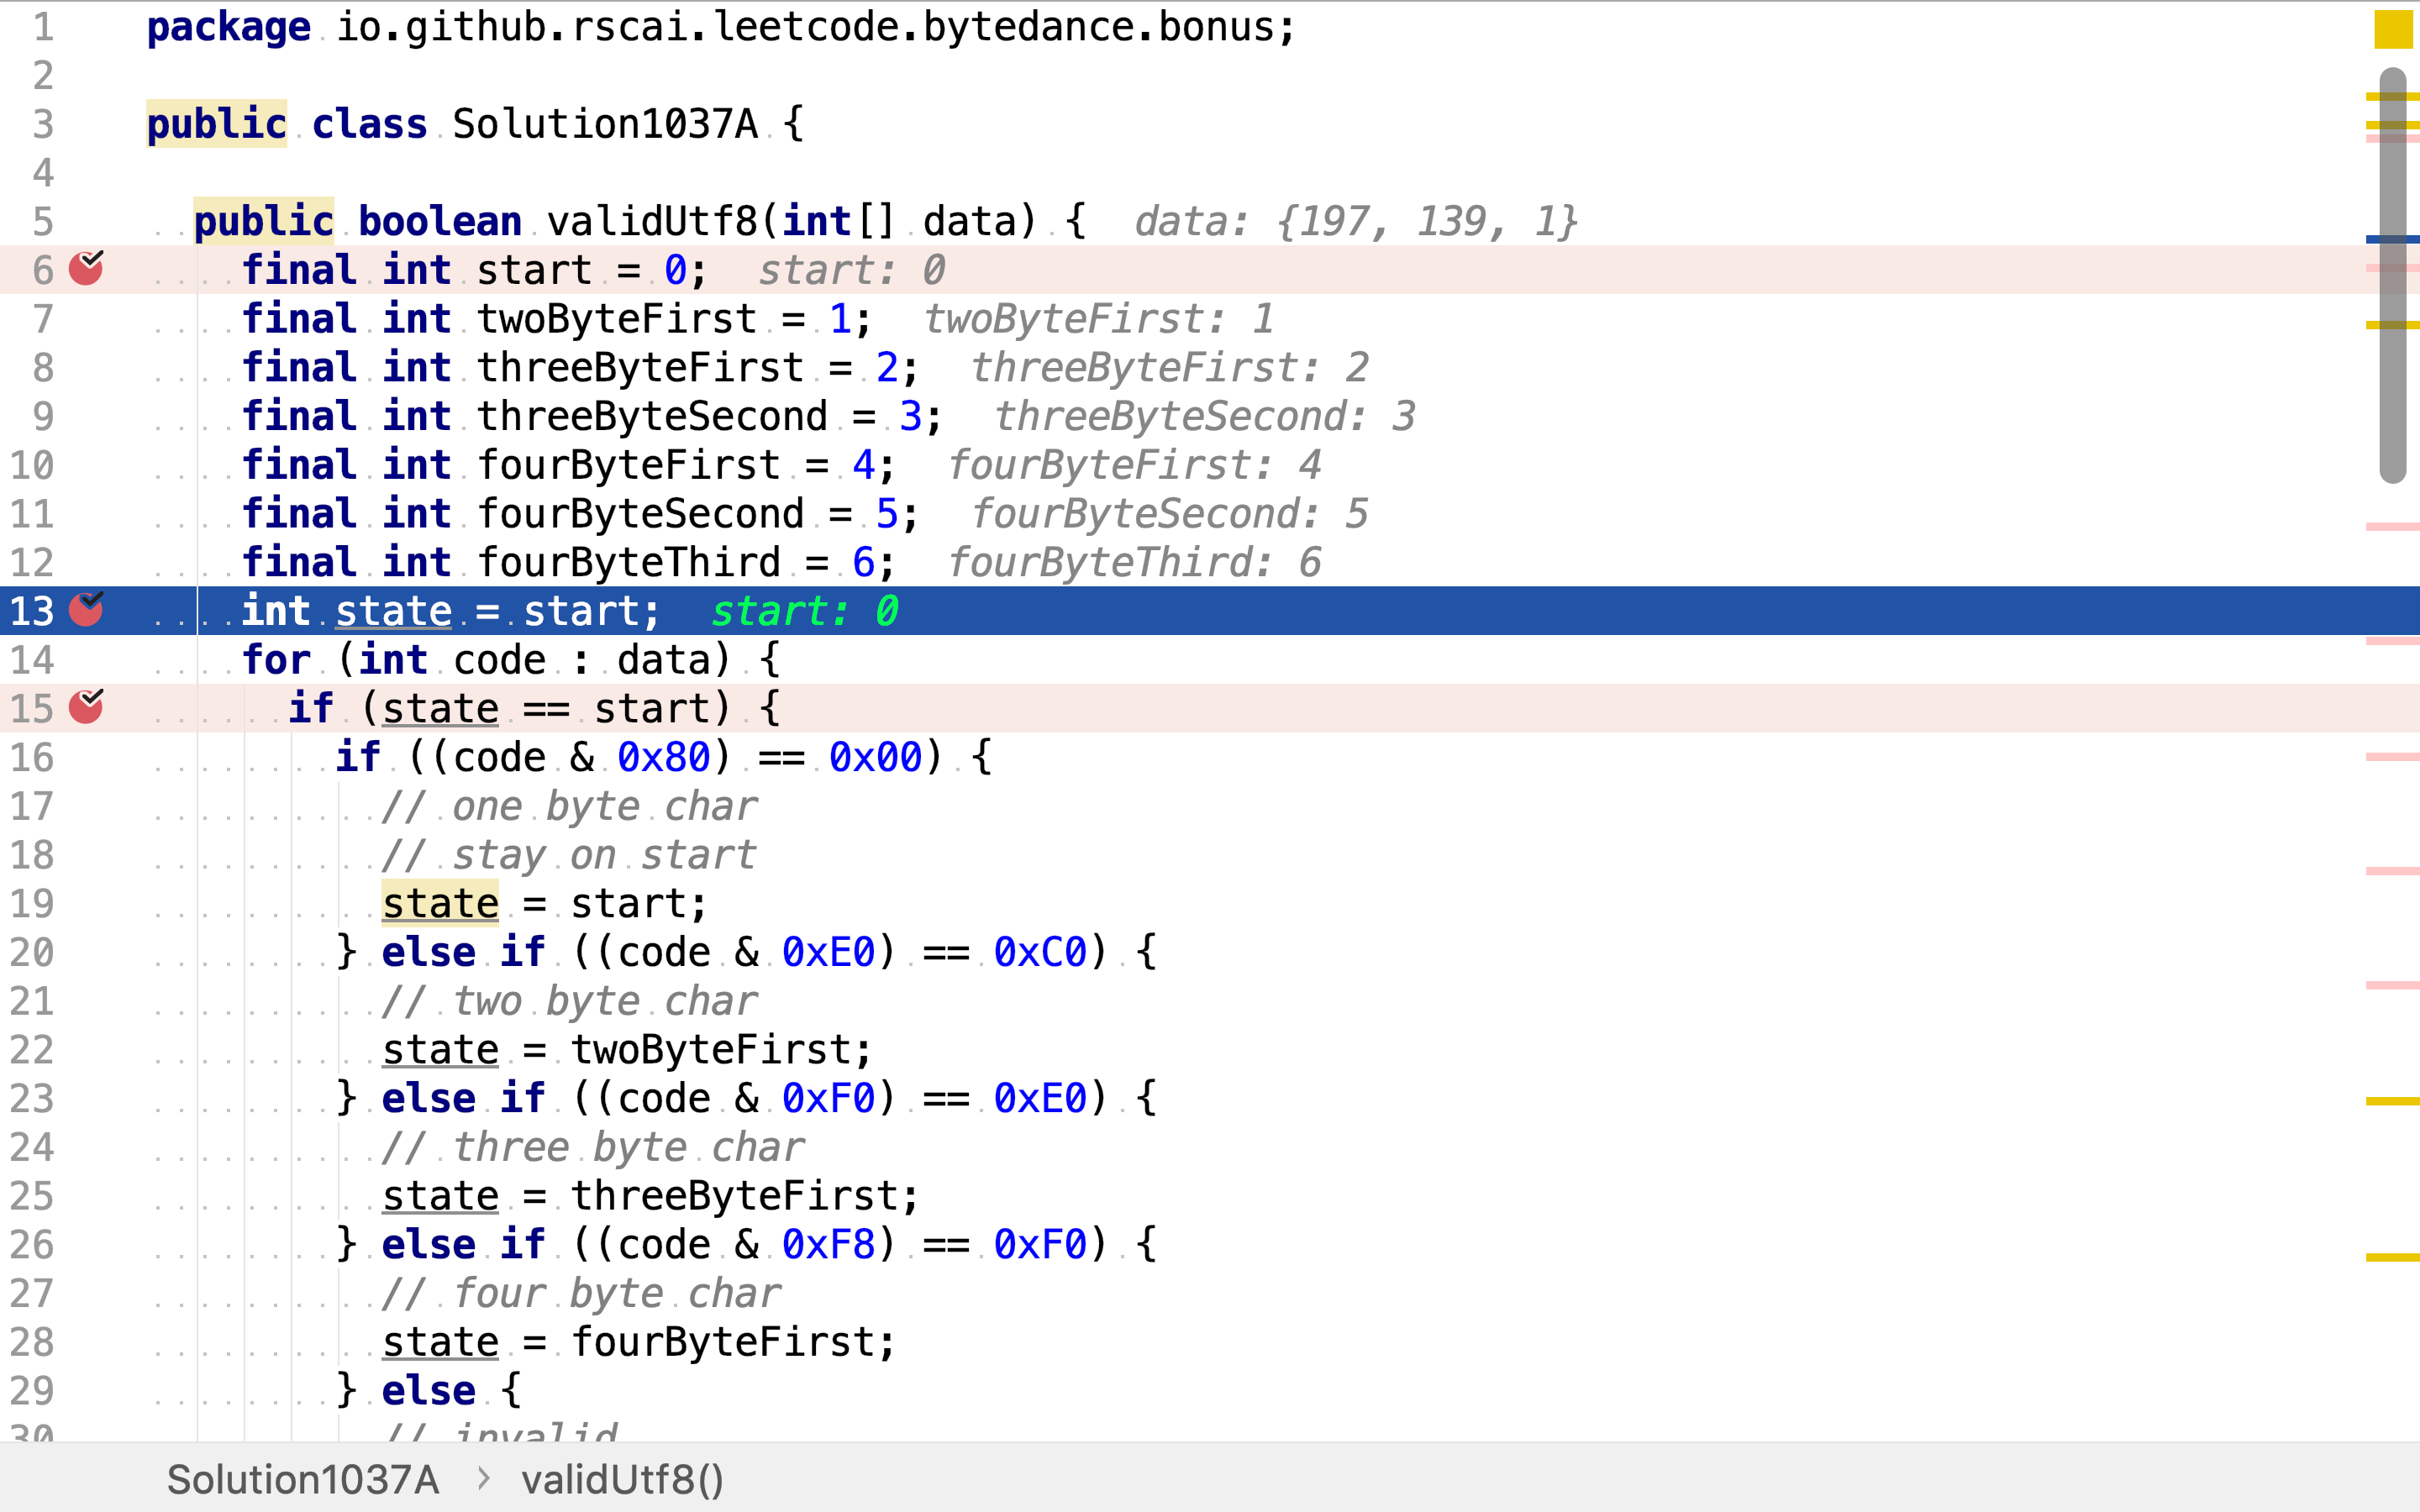 1 package io.github.rscai.leetcode.bytedance.bonus;
2
3 public class Solution1037A {
4
5 public boolean validUtf8(int[] data) { data: {197, 139, 1}
6 final int start = 0; start: 0
7 final int twoByteFirst = 1; twoByteFirst: 1
8 final int threeByteFirst = 2; threeByteFirst: 2
9 final int threeByteSecond = 3; threeByteSecond: 3
10 final int fourByteFirst = 4; fourByteFirst: 4
11 final int fourByteSecond = 5; fourByteSecond: 5
12 final int fourByteThird = 6; fourByteThird: 6
13 int state = start; start: 0
14 for (int code : data) {
15 if (state == start) {
16 if ((code & 0x80) == 0x00) {
17 // one byte char
18 // stay on start
19 state = start;
20 } else if ((code & 0xE0) == 0xC0) {
21 // two byte char
22 state = twoByteFirst;
23 } else if ((code & 0xF0) == 0xE0) {
24 // three byte char
25 state = threeByteFirst;
26 } else if ((code & 0xF8) == 0xF0) {
27 // four byte char
28 state = fourByteFirst;
29 } else {
30 // invalid
Solution1037A > validUtf8()